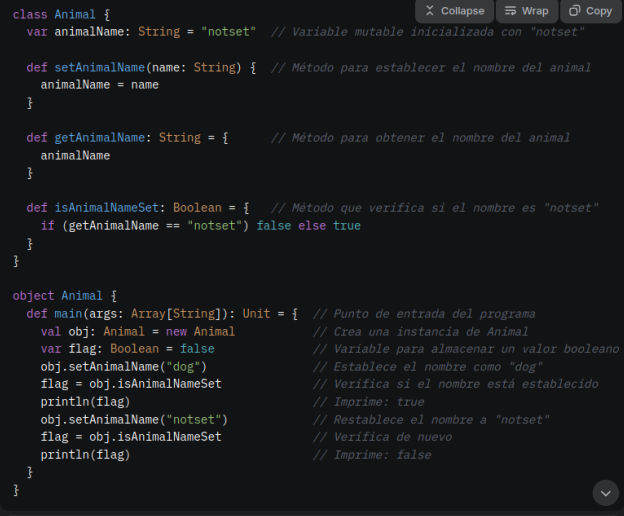 Collapse Wrap Copy
class Animal {
  var animalName: String = "notset"  // Variable mutable inicializada con "notset"

  def setAnimalName(name: String) {  // Método para establecer el nombre del animal
    animalName = name
  }

  def getAnimalName: String = {      // Método para obtener el nombre del animal
    animalName
  }

  def isAnimalNameSet: Boolean = {   // Método que verifica si el nombre es "notset"
    if (getAnimalName == "notset") false else true
  }
}

object Animal {
  def main(args: Array[String]): Unit = {  // Punto de entrada del programa
    val obj: Animal = new Animal           // Crea una instancia de Animal
    var flag: Boolean = false              // Variable para almacenar un valor booleano
    obj.setAnimalName("dog")               // Establece el nombre como "dog"
    flag = obj.isAnimalNameSet             // Verifica si el nombre está establecido
    println(flag)                          // Imprime: true
    obj.setAnimalName("notset")            // Restablece el nombre a "notset"
    flag = obj.isAnimalNameSet             // Verifica de nuevo
    println(flag)                          // Imprime: false
  }
}